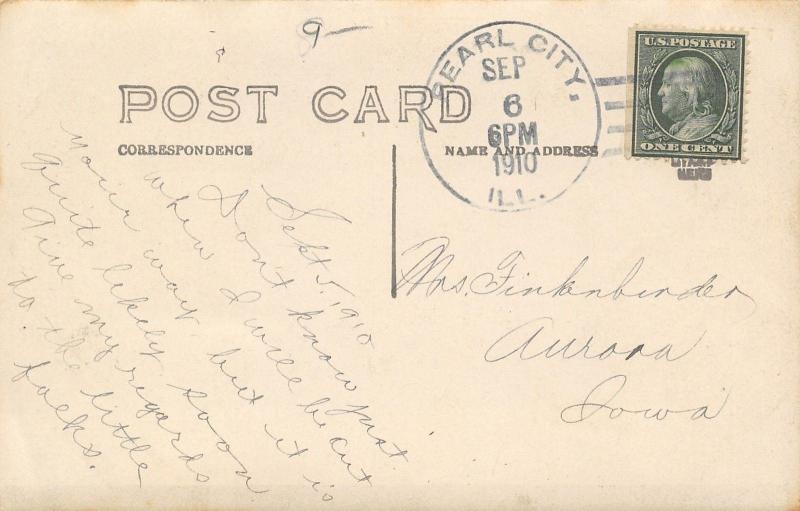 9-
PEARL CITY,
SEP
6
6PM
1910
ILL.
U.S. POSTAGE
ONE CENT
POST CARD
CORRESPONDENCE
NAME AND ADDRESS
Sept 5, 1910
Don't know just
when I will be out
your way, but it is
quite likely soon
Give my regards
to the little
folks.
Mrs. Finkenbinder
Aurora
Iowa